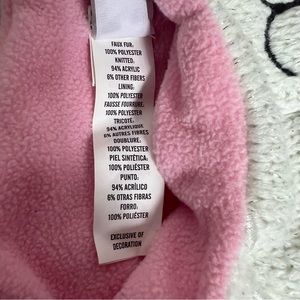 FAUX FUR.
100% POLYESTER
KNITTED.
94% ACRYLIC
6% OTHER FIBERS
LINING:
100% POLYESTER
FAUSSE FOURRURE.
100% POLYESTER
TRICOTÉ.
94% ACRYLIQUE
6% AUTRES FIBRES
DOUBLURE.
100% POLYESTER
PIEL SINTÉTICA:
100% POLIÉSTER
PUNTO.
94% ACRÍLICO
6% OTRAS FIBRAS
FORRO.
100% POLIÉSTER
EXCLUSIVE OF
DECORATION